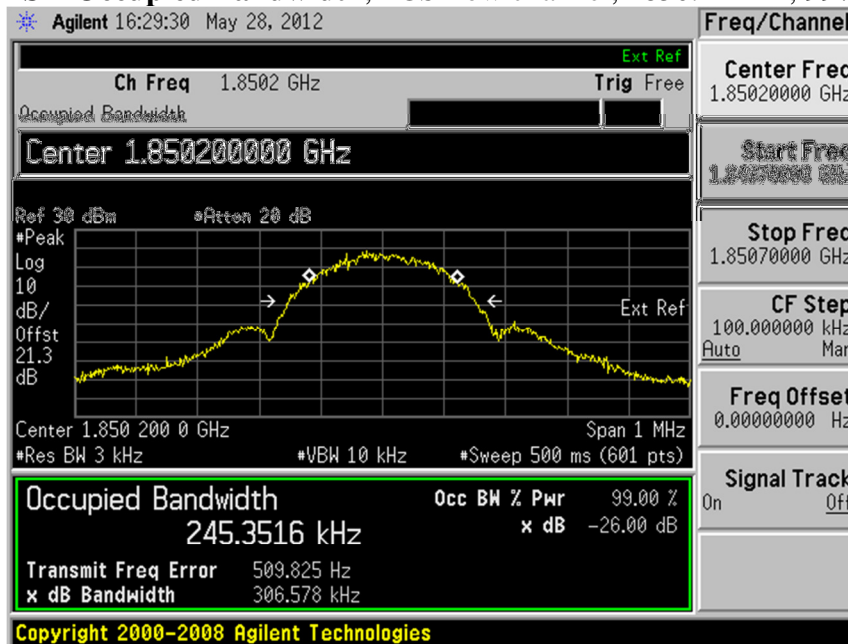 Agilent 16:29:30 May 28, 2012
Freq/Channel
Ext Ref
Ch Freq 1.8502 GHz Trig Free
Occupied Bandwidth
Center 1.850200000 GHz
Center Freq
1.85020000 GHz
Start Freq
1.84970000 GHz
Stop Freq
1.85070000 GHz
CF Step
100.000000 kHz
Auto Man
Freq Offset
0.00000000 Hz
Signal Track
On Off
Ref 30 dBm #Atten 20 dB
#Peak
Log
10
dB/
Offst
21.3
dB
Ext Ref
Center 1.850 200 0 GHz Span 1 MHz
#Res BW 3 kHz #VBW 10 kHz #Sweep 500 ms (601 pts)
Occupied Bandwidth Occ BW % Pwr 99.00 %
245.3516 kHz x dB -26.00 dB
Transmit Freq Error 509.825 Hz
x dB Bandwidth 306.578 kHz
Copyright 2000-2008 Agilent Technologies